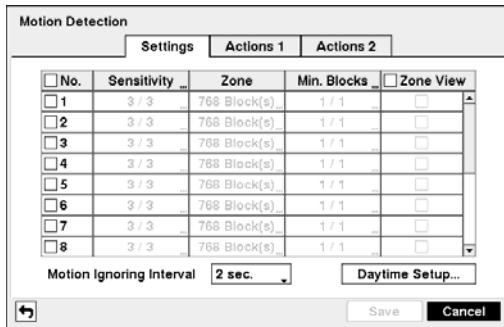 Motion Detection
Settings Actions 1 Actions 2
No. Sensitivity ... Zone Min. Blocks ... Zone View
1 3 / 3 ... 768 Block(s) ... 1 / 1 ...
2 3 / 3 ... 768 Block(s) ... 1 / 1 ...
3 3 / 3 ... 768 Block(s) ... 1 / 1 ...
4 3 / 3 ... 768 Block(s) ... 1 / 1 ...
5 3 / 3 ... 768 Block(s) ... 1 / 1 ...
6 3 / 3 ... 768 Block(s) ... 1 / 1 ...
7 3 / 3 ... 768 Block(s) ... 1 / 1 ...
8 3 / 3 ... 768 Block(s) ... 1 / 1 ...
Motion Ignoring Interval 2 sec. Daytime Setup...
Save Cancel